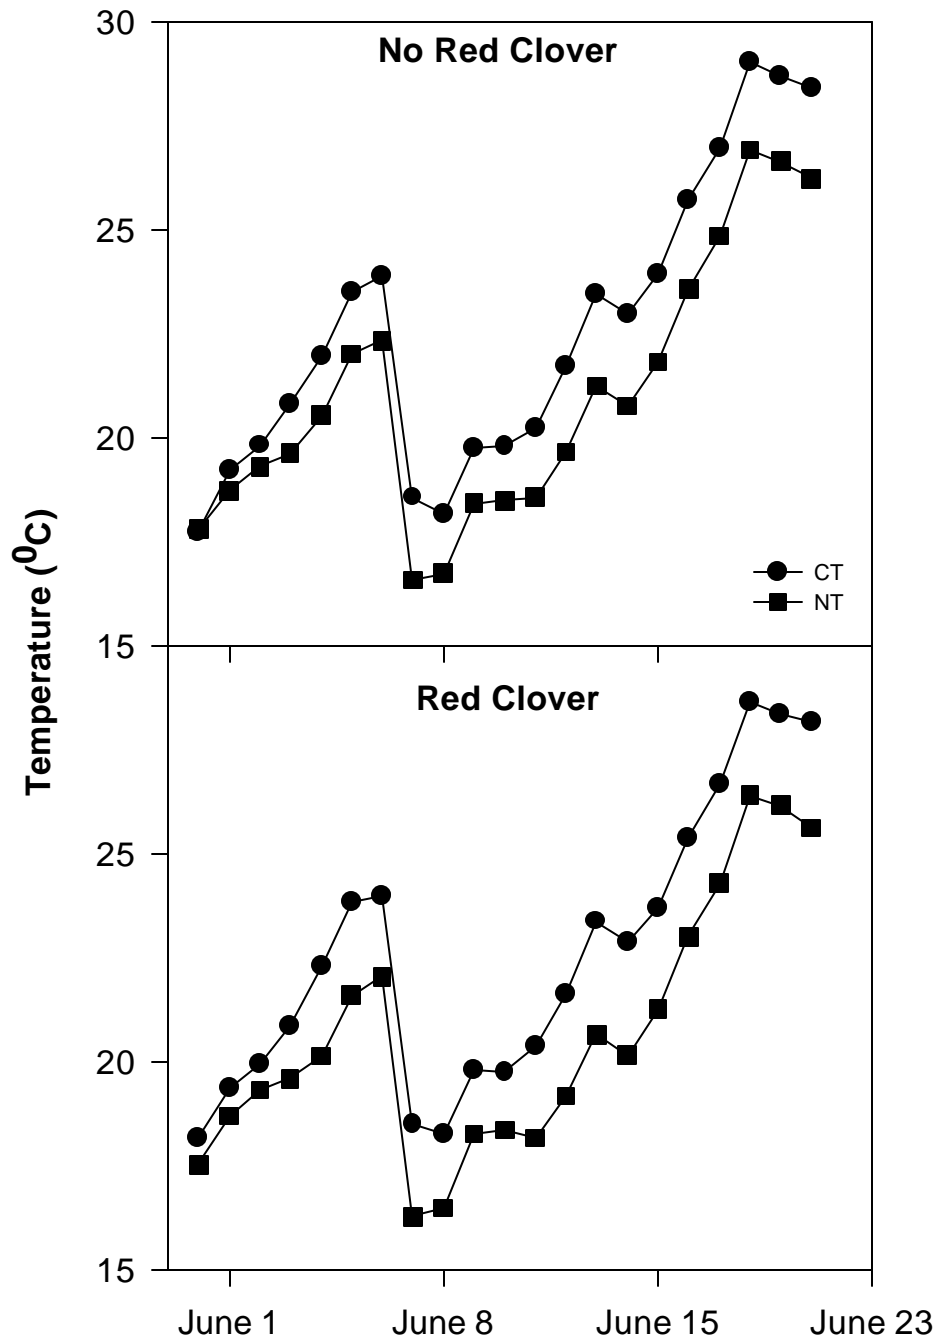 30
No Red Clover
25
20
CT
NT
15
Temperature (⁰C)
Red Clover
25
20
15
June 1
June 8
June 15
June 23